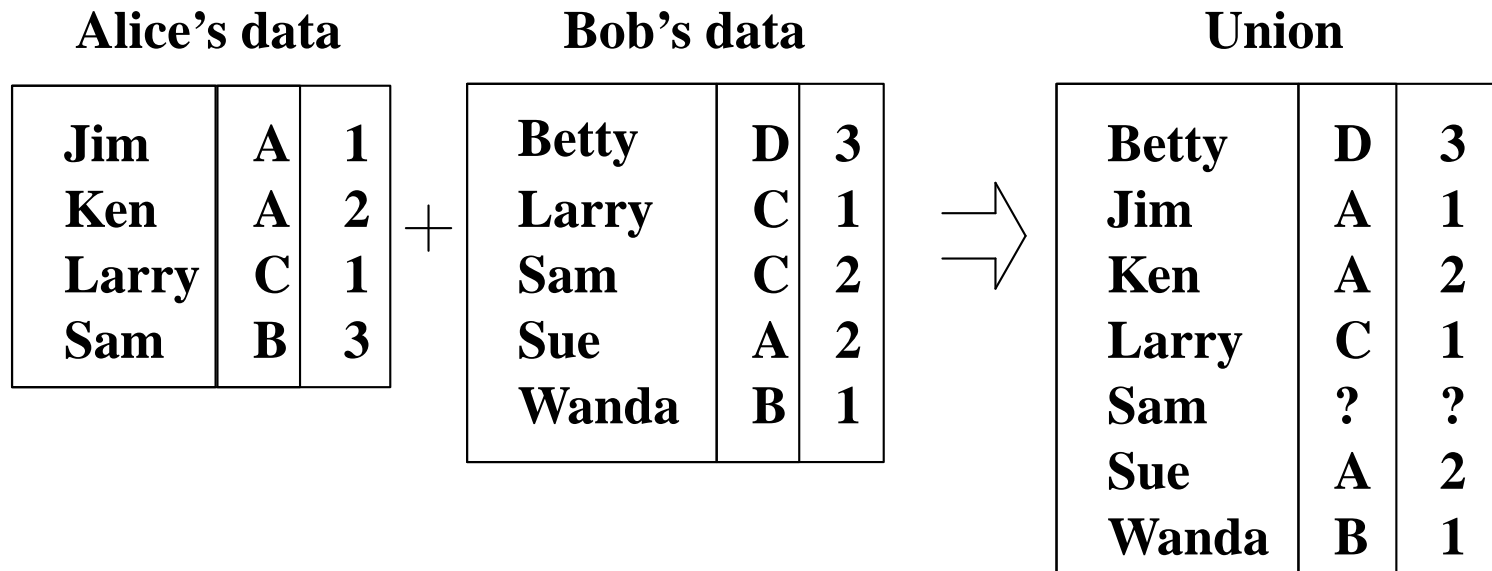 Alice’s data
Jim A 1
Ken A 2
Larry C 1
Sam B 3
+
Bob’s data
Betty D 3
Larry C 1
Sam C 2
Sue A 2
Wanda B 1
Union
Betty D 3
Jim A 1
Ken A 2
Larry C 1
Sam ? ?
Sue A 2
Wanda B 1